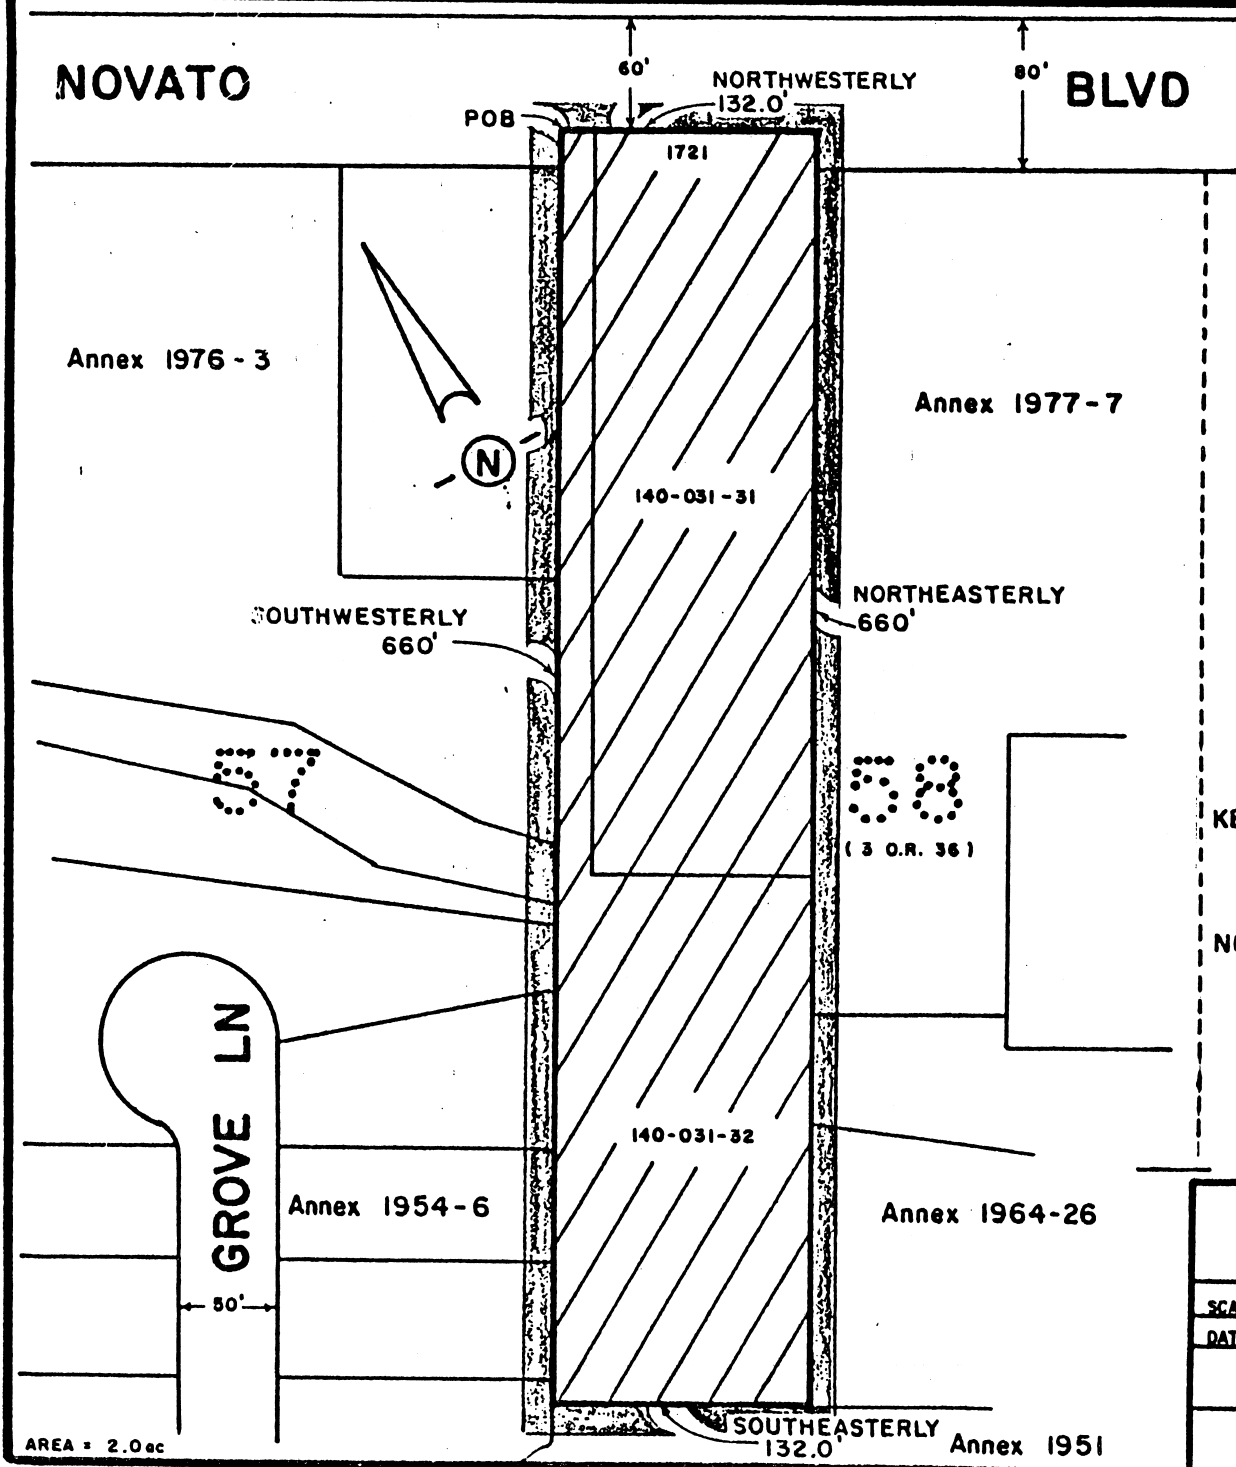 NOVATO
60'
80'
BLVD
NORTHWESTERLY
132.0'
POB
1721
Annex 1976-3
Annex 1977-7
N
140-031-31
SOUTHWESTERLY
660'
NORTHEASTERLY
660'
57
58
( 3 O.R. 36 )
GROVE LN
140-031-32
Annex 1954-6
Annex 1964-26
50'
SCA
DAT
SOUTHEASTERLY
132.0'
Annex 1951
AREA = 2.0 ac